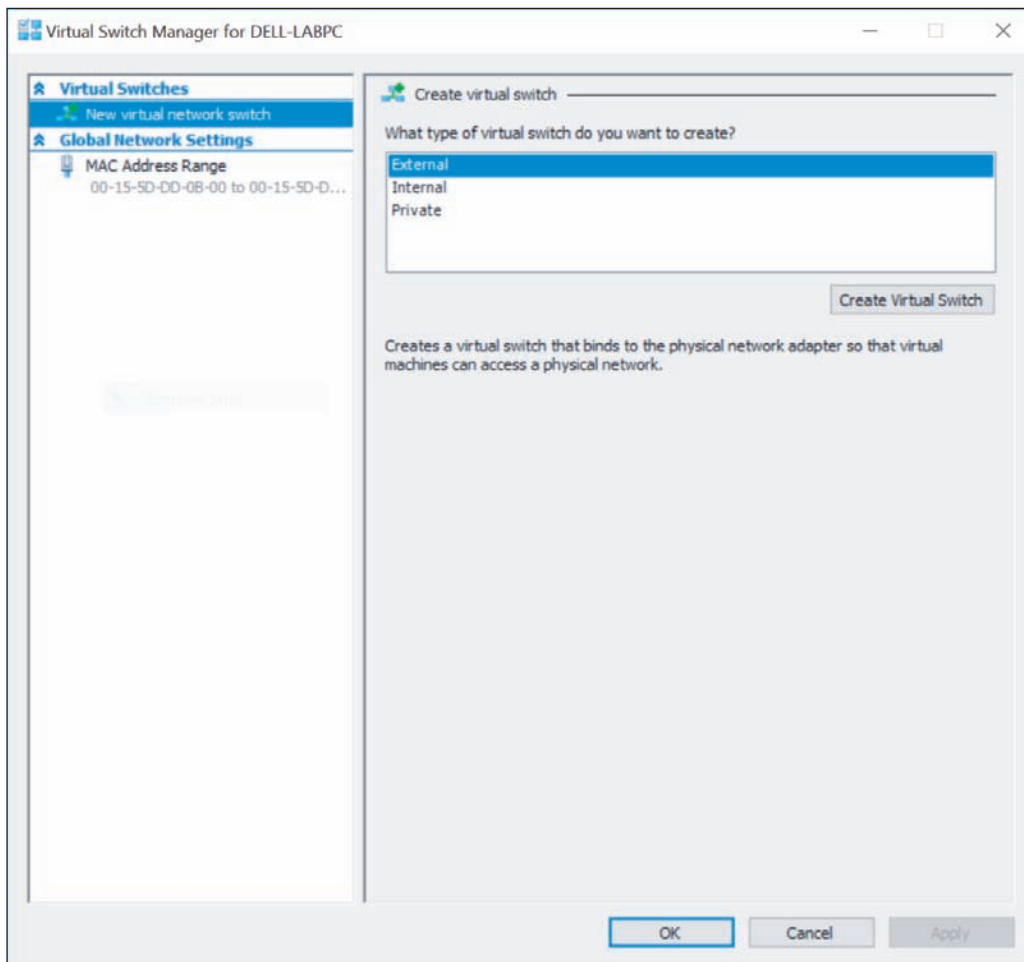 Virtual Switch Manager for DELL-LABPC
Virtual Switches
New virtual network switch
Global Network Settings
MAC Address Range
00-15-5D-DD-0B-00 to 00-15-5D-D...
Create virtual switch
What type of virtual switch do you want to create?
External
Internal
Private
Create Virtual Switch
Creates a virtual switch that binds to the physical network adapter so that virtual
machines can access a physical network.
OK
Cancel
Apply